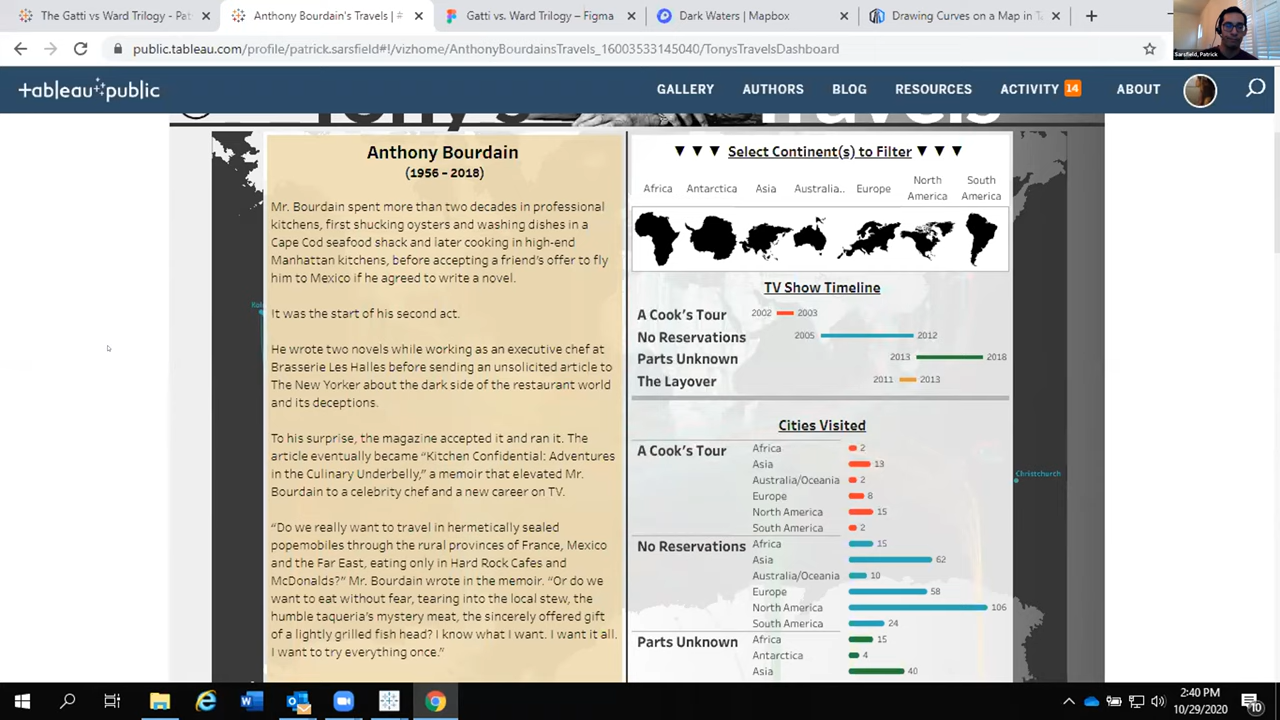 The Gatti vs Ward Trilogy - Pat
Anthony Bourdain's Travels | #
Gatti vs. Ward Trilogy – Figma
Dark Waters | Mapbox
Drawing Curves on a Map in Ta
Sarsfield, Patrick
public.tableau.com/profile/patrick.sarsfield#!/vizhome/AnthonyBourdainsTravels_16003533145040/TonysTravelsDashboard
tableau public
GALLERY
AUTHORS
BLOG
RESOURCES
ACTIVITY 14
ABOUT
Tony's Travels
Anthony Bourdain
(1956 – 2018)
Mr. Bourdain spent more than two decades in professional
kitchens, first shucking oysters and washing dishes in a
Cape Cod seafood shack and later cooking in high-end
Manhattan kitchens, before accepting a friend's offer to fly
him to Mexico if he agreed to write a novel.
It was the start of his second act.
He wrote two novels while working as an executive chef at
Brasserie Les Halles before sending an unsolicited article to
The New Yorker about the dark side of the restaurant world
and its deceptions.
To his surprise, the magazine accepted it and ran it. The
article eventually became “Kitchen Confidential: Adventures
in the Culinary Underbelly,” a memoir that elevated Mr.
Bourdain to a celebrity chef and a new career on TV.
“Do we really want to travel in hermetically sealed
popemobiles through the rural provinces of France, Mexico
and the Far East, eating only in Hard Rock Cafes and
McDonalds?” Mr. Bourdain wrote in the memoir. “Or do we
want to eat without fear, tearing into the local stew, the
humble taqueria's mystery meat, the sincerely offered gift
of a lightly grilled fish head? I know what I want. I want it all.
I want to try everything once.”
▼ ▼ ▼ Select Continent(s) to Filter ▼ ▼ ▼
Africa
Antarctica
Asia
Australia..
Europe
North
America
South
America
TV Show Timeline
A Cook's Tour 2002 2003
No Reservations 2005 2012
Parts Unknown 2013 2018
The Layover 2011 2013
Cities Visited
A Cook's Tour
Africa 2
Asia 13
Australia/Oceania 2
Europe 8
North America 15
South America 2
No Reservations
Africa 15
Asia 62
Australia/Oceania 10
Europe 58
North America 106
South America 24
Parts Unknown
Africa 15
Antarctica 4
Asia 40
Christchurch
2:40 PM
10/29/2020
10